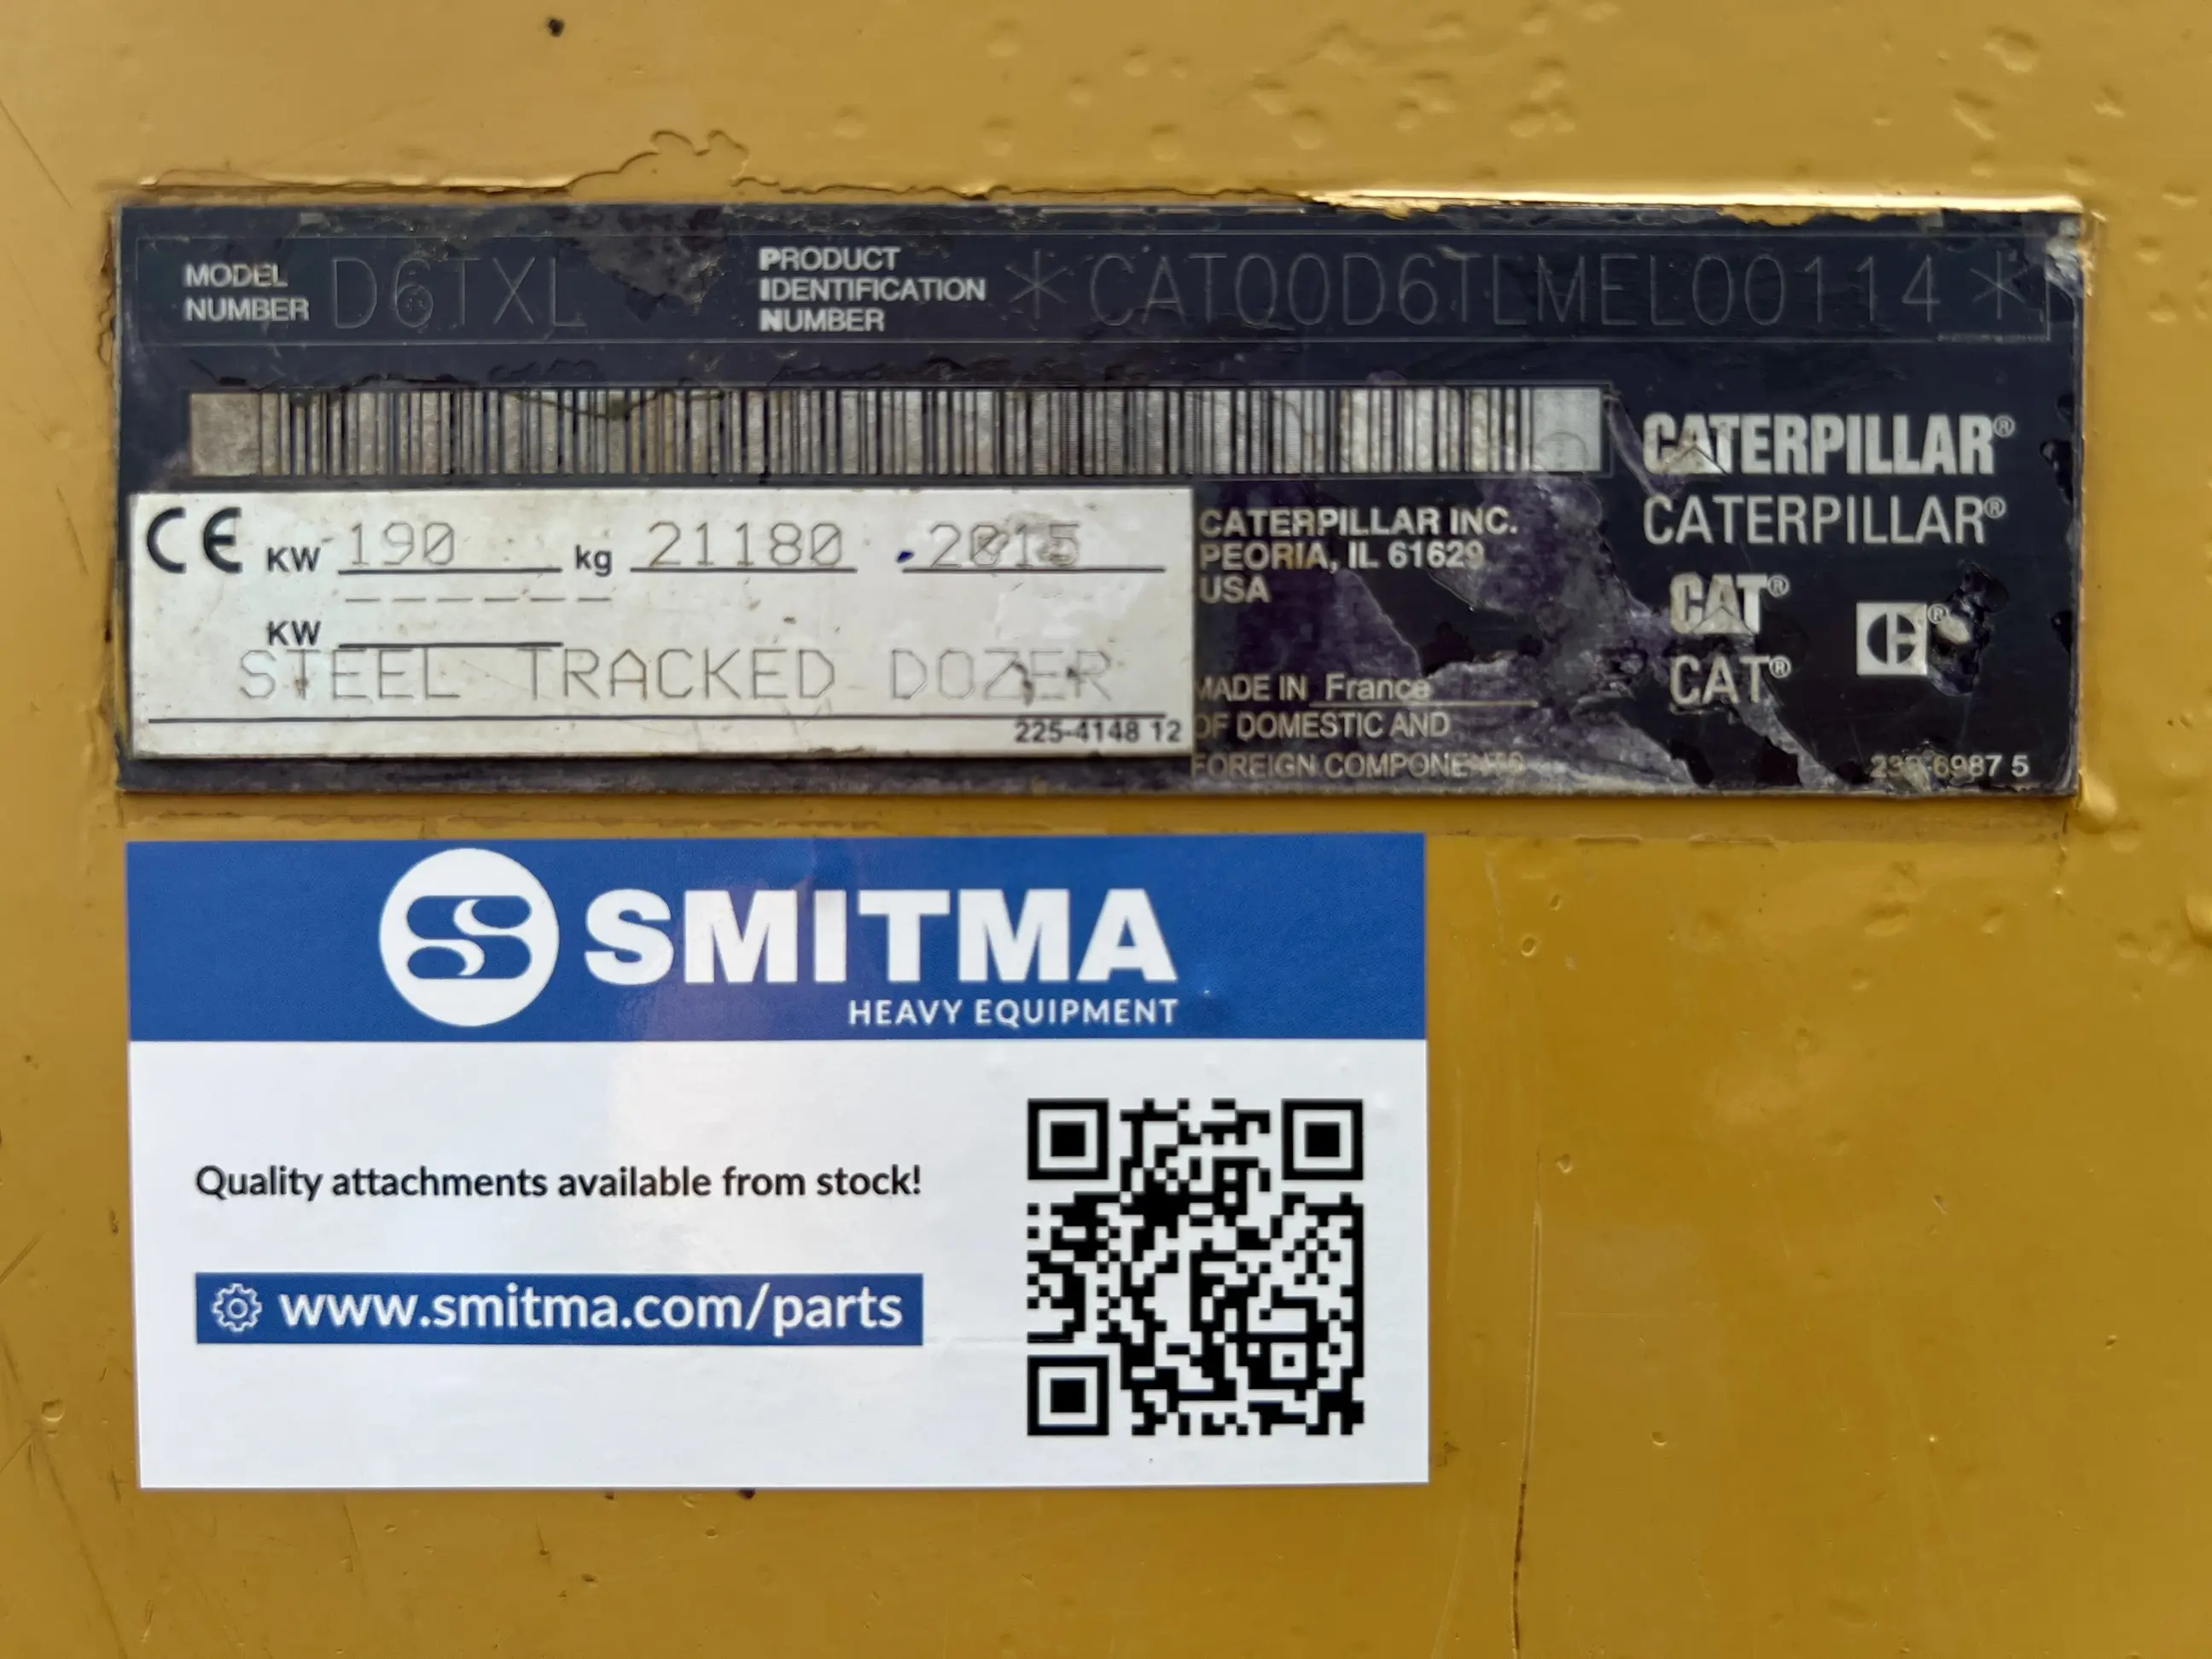 MODEL NUMBER D6TXL
PRODUCT IDENTIFICATION NUMBER *CAT00D6TLMEL00114*
CE KW 190 kg 21180 2015
KW
STEEL TRACKED DOZER
225-4148 12
CATERPILLAR INC.
PEORIA, IL 61629
USA
MADE IN France
OF DOMESTIC AND
FOREIGN COMPONENTS
CATERPILLAR®
CATERPILLAR®
CAT®
CAT®
C®
6987 5
SMITMA
HEAVY EQUIPMENT
Quality attachments available from stock!
www.smitma.com/parts